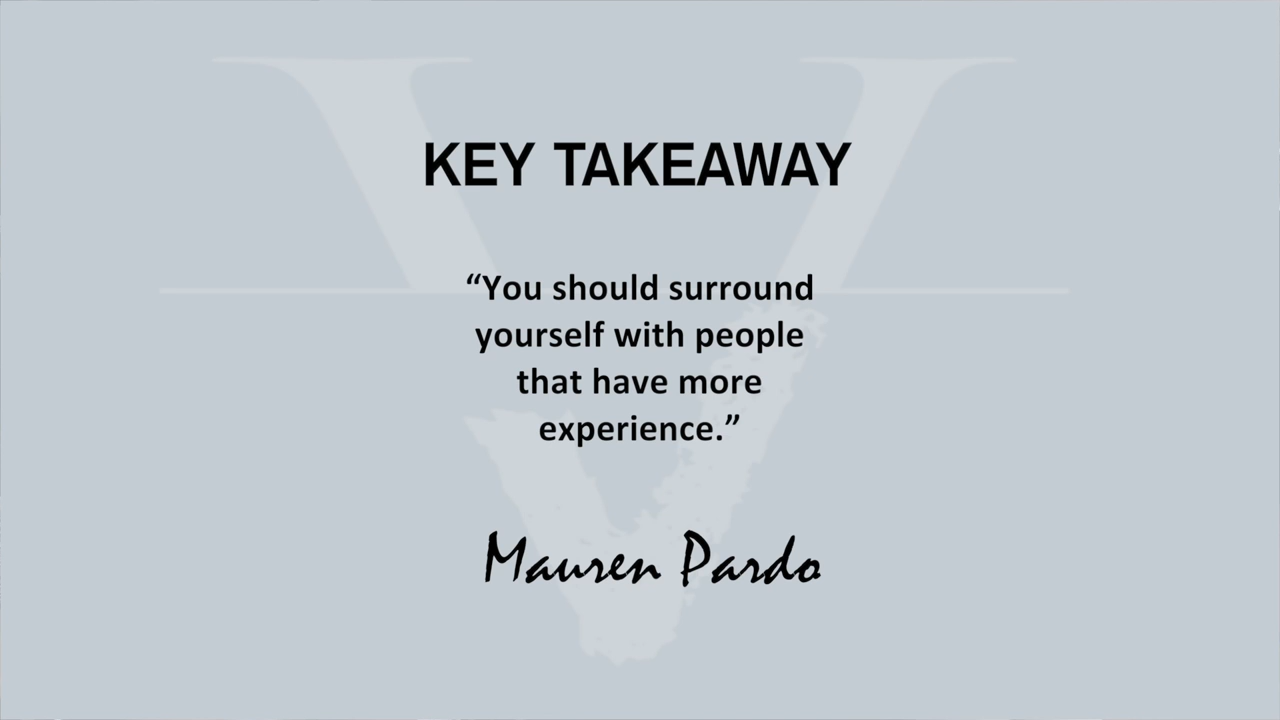 KEY TAKEAWAY
“You should surround
yourself with people
that have more
experience.”
Mauren Pardo